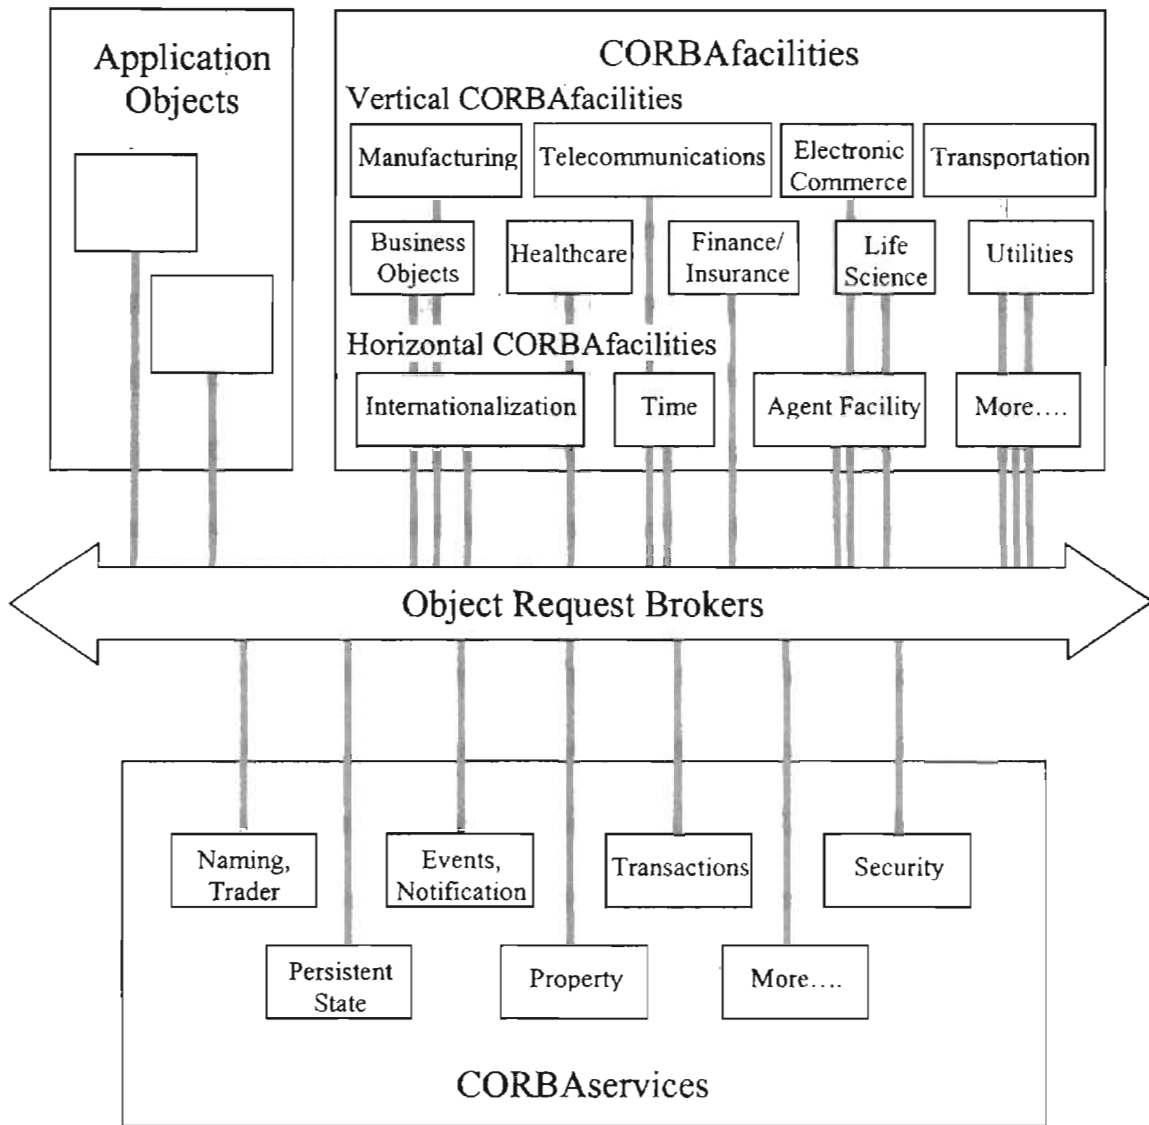 Application
Objects
CORBAfacilities
Vertical CORBAfacilities
Manufacturing
Telecommunications
Electronic
Commerce
Transportation
Business
Objects
Healthcare
Finance/
Insurance
Life
Science
Utilities
Horizontal CORBAfacilities
Internationalization
Time
Agent Facility
More....
Object Request Brokers
Naming,
Trader
Events,
Notification
Transactions
Security
Persistent
State
Property
More....
CORBAservices